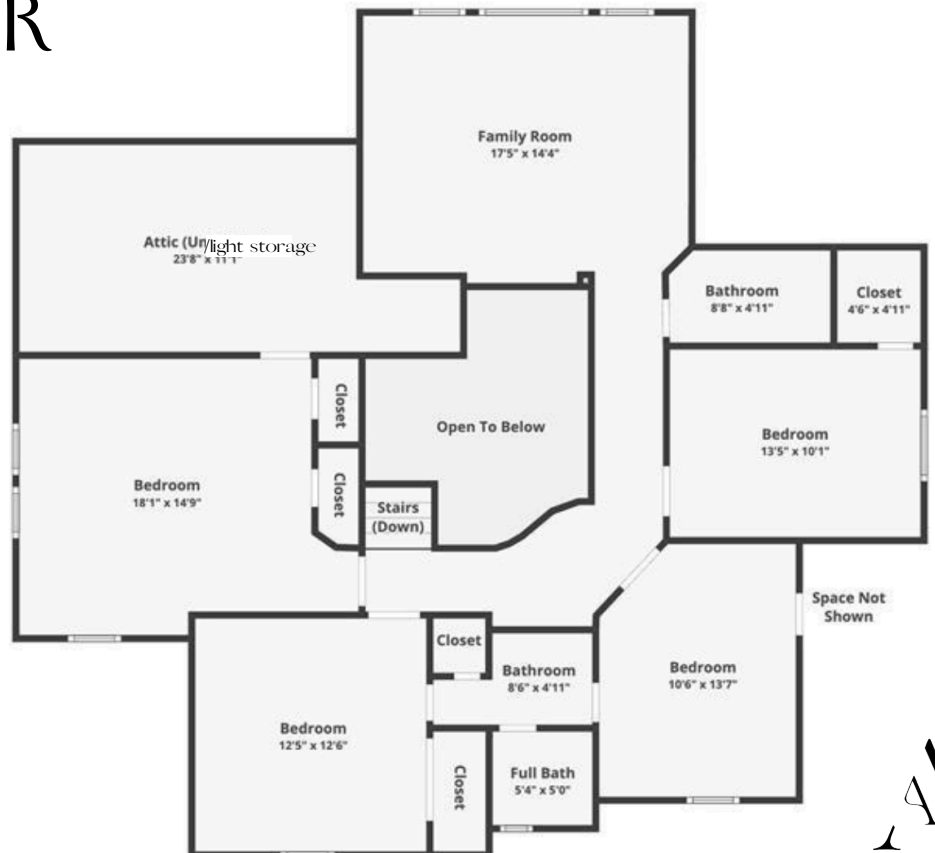 R
Family Room
17'5" x 14'4"
Attic (Un
/light storage
23'8" x 11'1"
Bathroom
8'8" x 4'11"
Closet
4'6" x 4'11"
Closet
Open To Below
Bedroom
13'5" x 10'1"
Bedroom
18'1" x 14'9"
Closet
Stairs
(Down)
Space Not
Shown
Closet
Bathroom
8'6" x 4'11"
Bedroom
10'6" x 13'7"
Bedroom
12'5" x 12'6"
Closet
Full Bath
5'4" x 5'0"